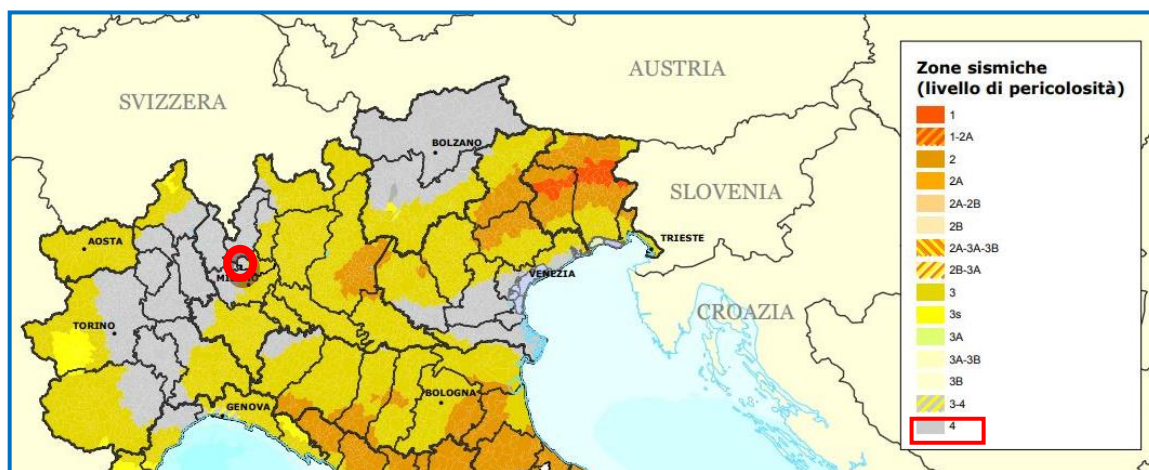 AUSTRIA
SVIZZERA
BOLZANO
SLOVENIA
AOSTA
TRIESTE
VENEZIA
CROAZIA
TORINO
BOLOGNA
GENOVA
Zone sismiche
(livello di pericolosità)
1
1-2A
2
2A
2A-2B
2B
2A-3A-3B
2B-3A
3
3s
3A
3A-3B
3B
3-4
4